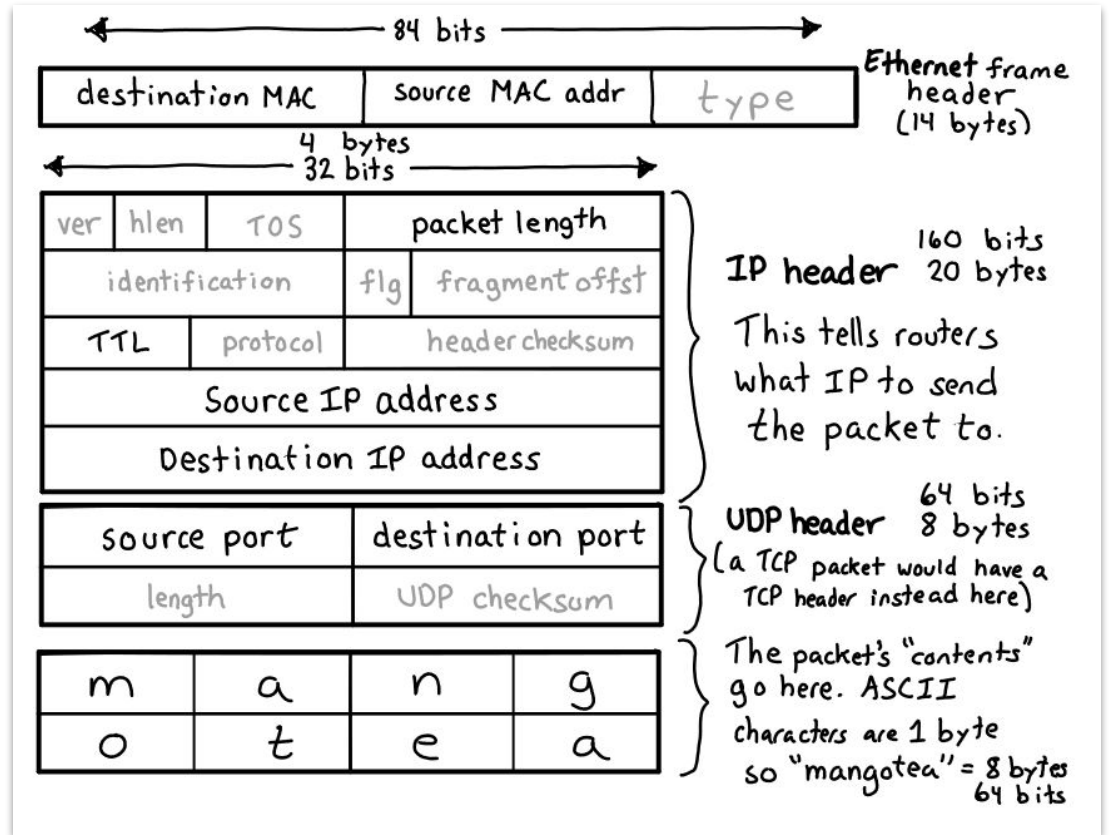 84 bits
destination MAC source MAC addr type
Ethernet frame
header
(14 bytes)
4 bytes
32 bits
ver hlen TOS packet length
identification flg fragment offst
TTL protocol header checksum
Source IP address
Destination IP address
160 bits
IP header 20 bytes
This tells routers
what IP to send
the packet to.
source port destination port
length UDP checksum
64 bits
UDP header 8 bytes
(a TCP packet would have a
TCP header instead here)
m a n g
o t e a
The packet's "contents"
go here. ASCII
characters are 1 byte
so "mangotea" = 8 bytes
64 bits